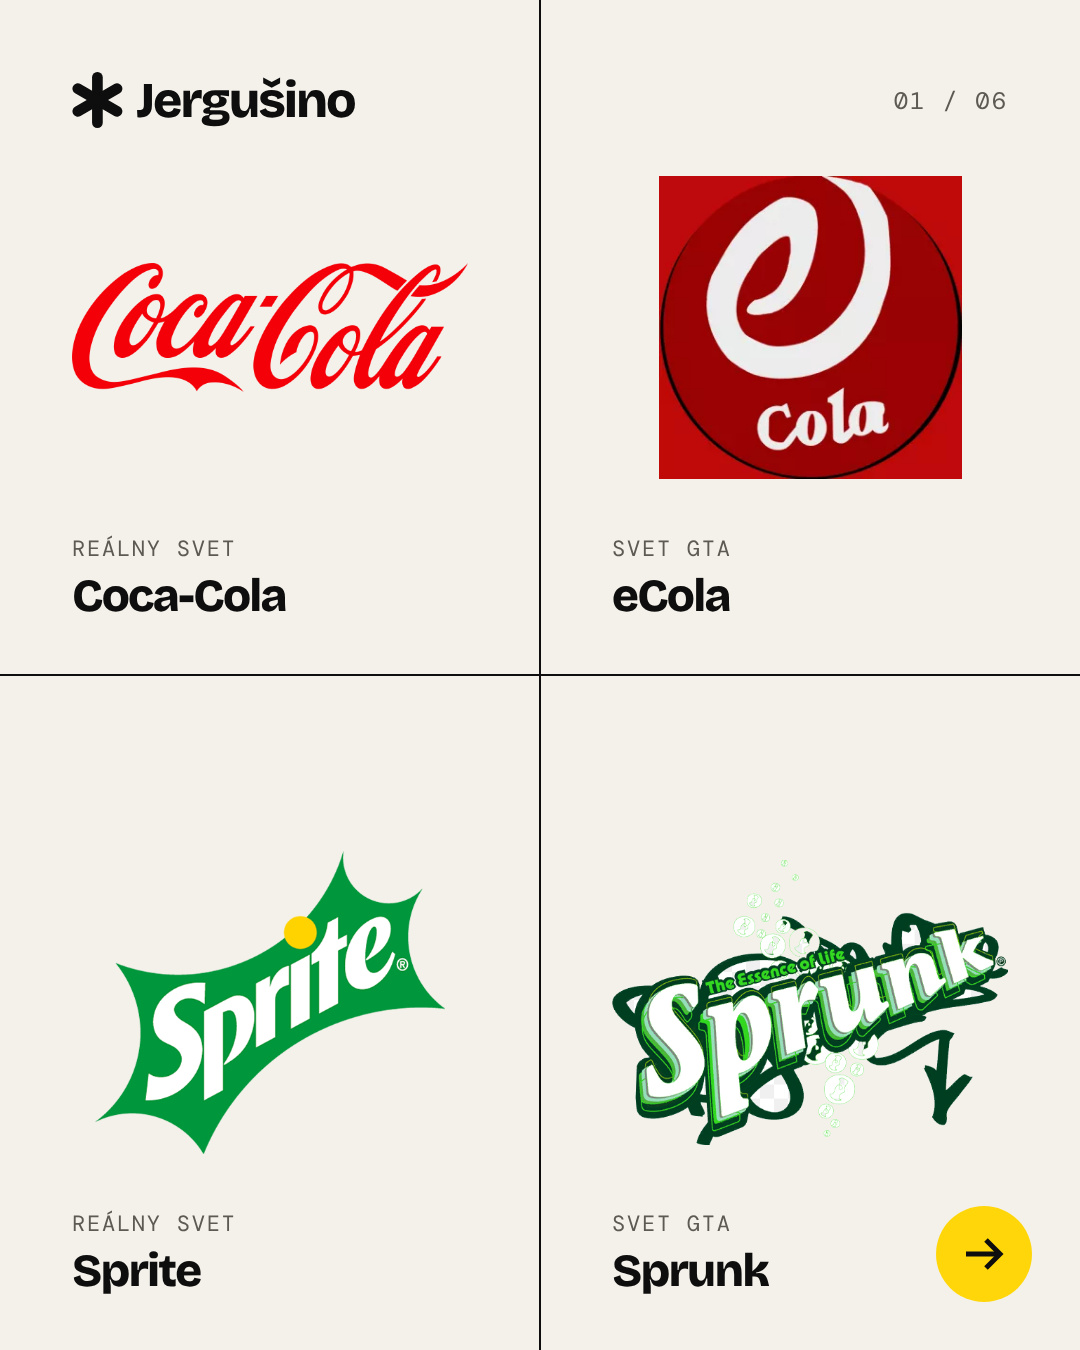 Jergušino
01 / 06
Coca-Cola
e
Cola
REÁLNY SVET
Coca-Cola
SVET GTA
eCola
Sprite®
The Essence of Life
Sprunk®
REÁLNY SVET
Sprite
SVET GTA
Sprunk